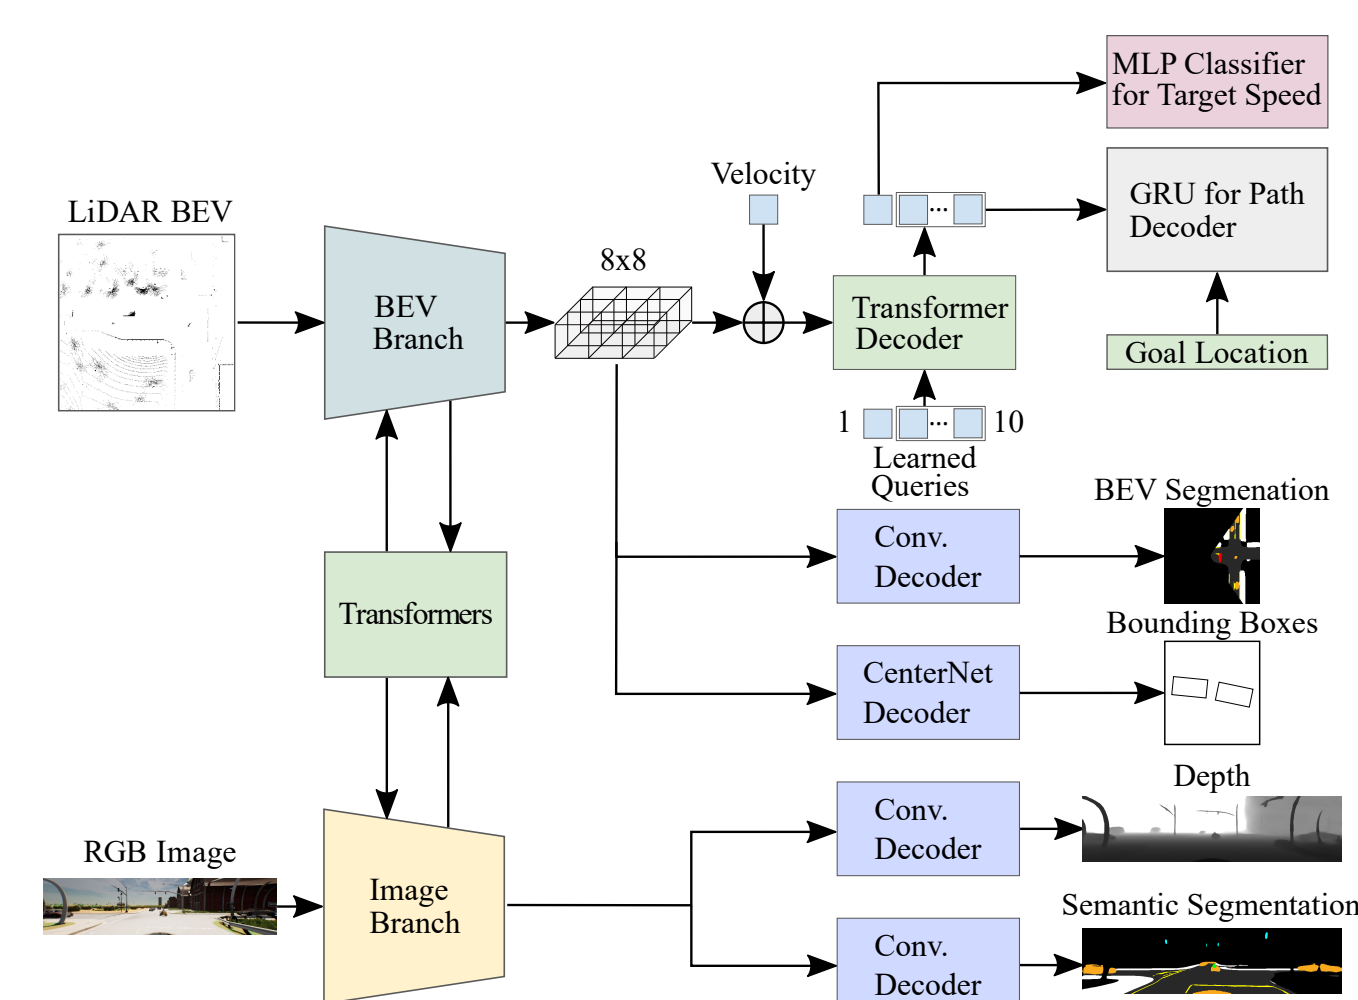 MLP Classifier
for Target Speed
Velocity
GRU for Path
Decoder
LiDAR BEV
8x8
BEV
Branch
Transformer
Decoder
Goal Location
1
10
Learned
Queries
BEV Segmenation
Conv.
Decoder
Transformers
Bounding Boxes
CenterNet
Decoder
Depth
Conv.
Decoder
RGB Image
Image
Branch
Semantic Segmentation
Conv.
Decoder